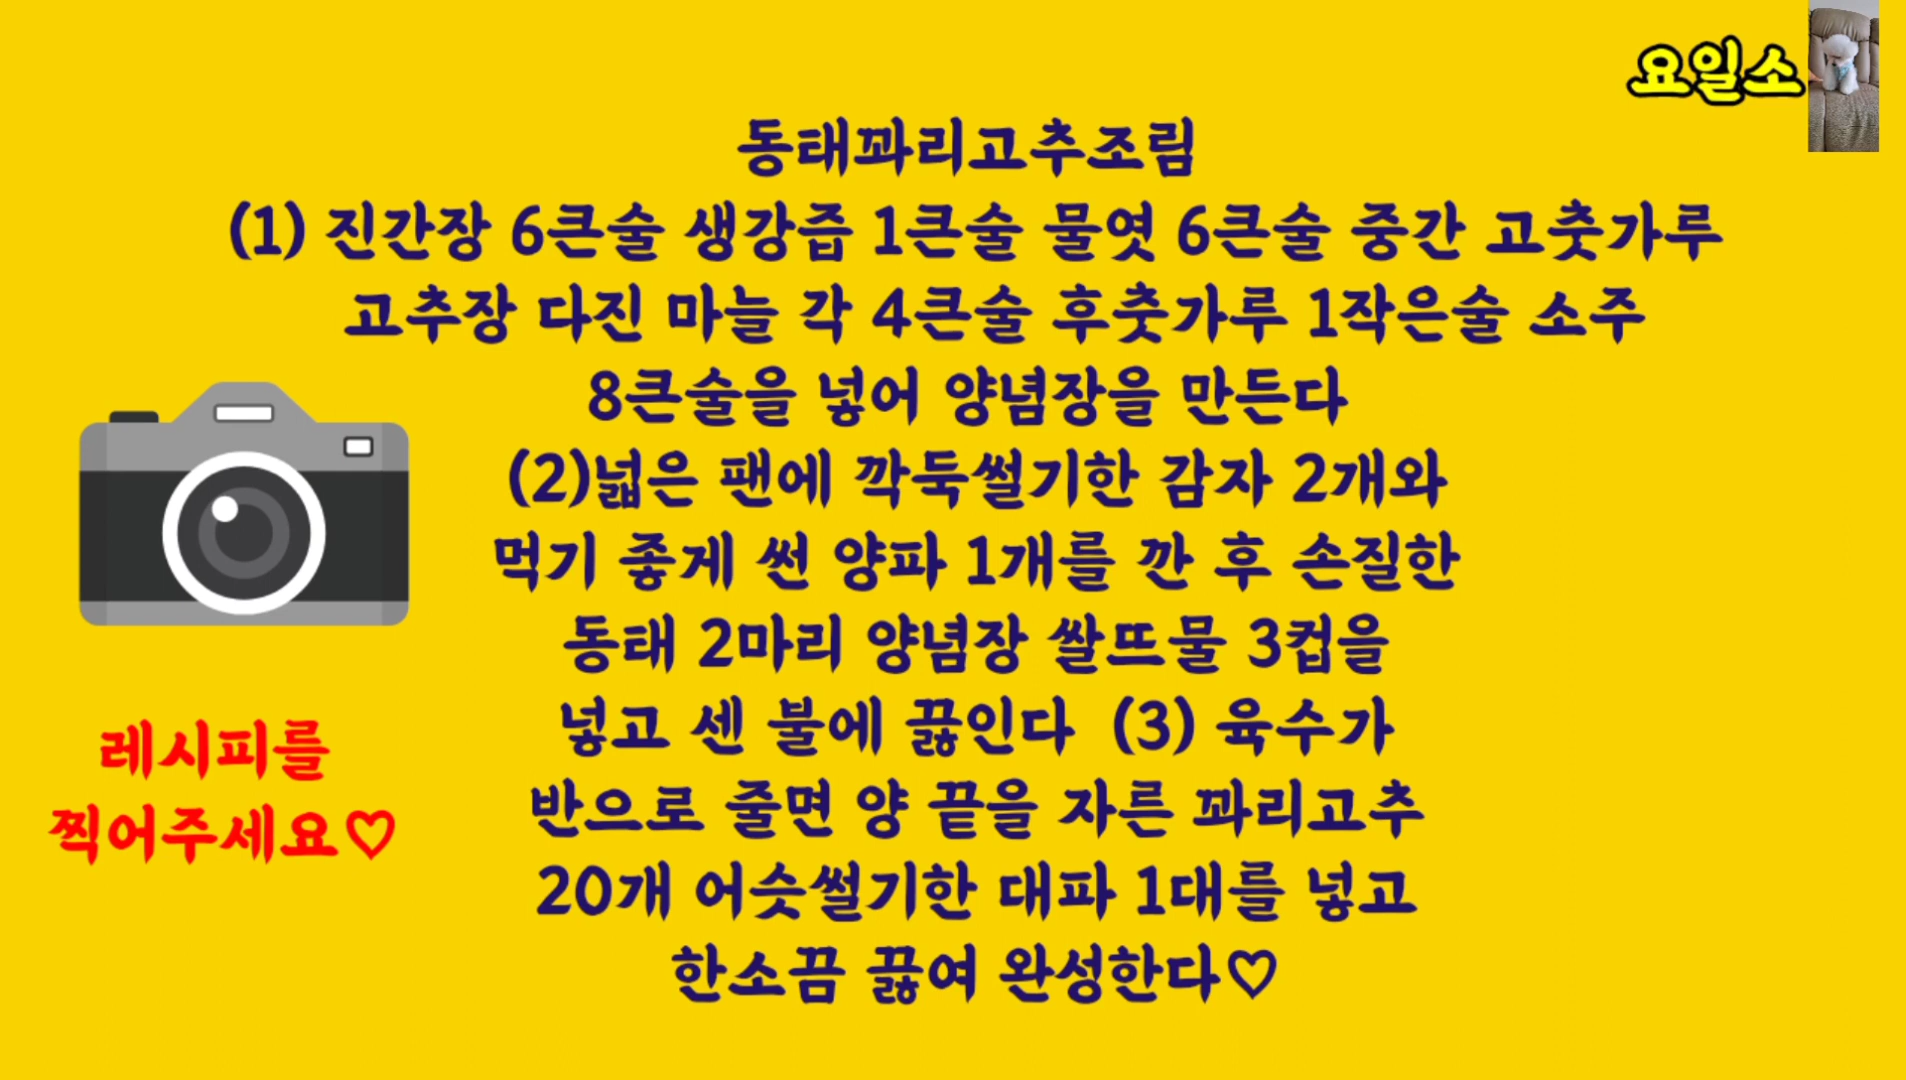 요일소
동태꽈리고추조림
(1) 진간장 6큰술 생강즙 1큰술 물엿 6큰술 중간 고춧가루
고추장 다진 마늘 각 4큰술 후춧가루 1작은술 소주
8큰술을 넣어 양념장을 만든다
(2)넓은 팬에 깍둑썰기한 감자 2개와
먹기 좋게 썬 양파 1개를 깐 후 손질한
동태 2마리 양념장 쌀뜨물 3컵을
넣고 센 불에 끓인다 (3) 육수가
반으로 줄면 양 끝을 자른 꽈리고추
20개 어슷썰기한 대파 1대를 넣고
한소끔 끓여 완성한다♡
레시피를
찍어주세요♡